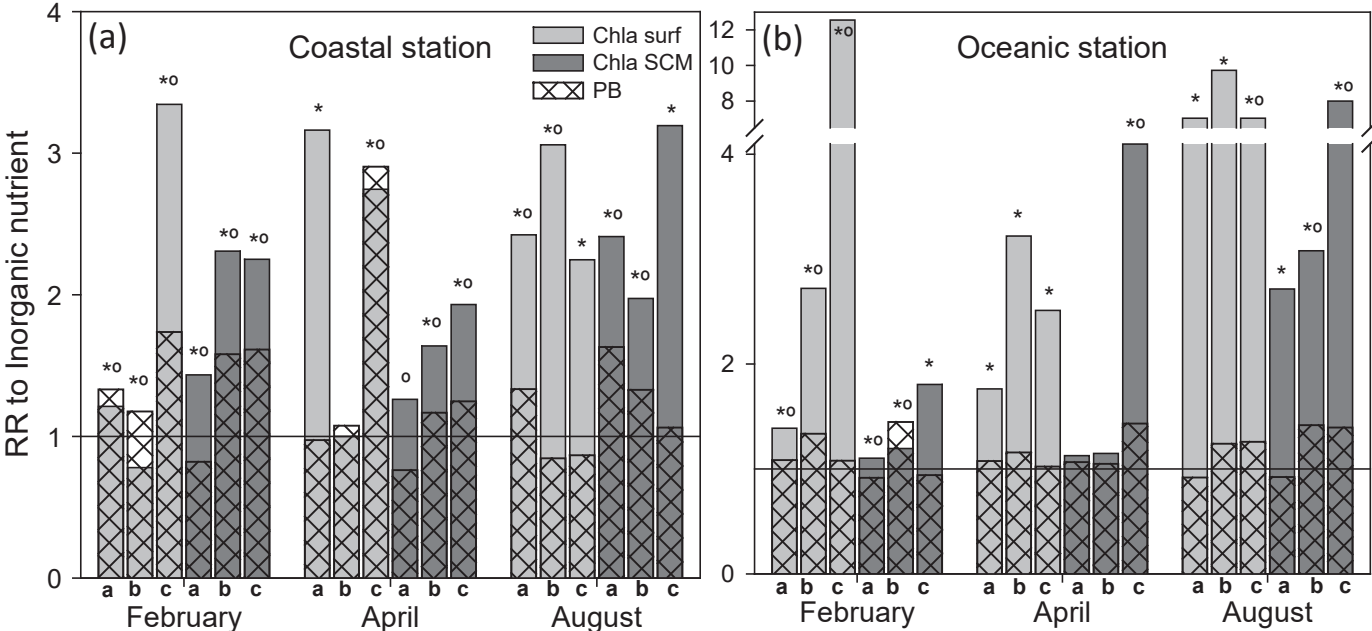 RR to Inorganic nutrient
4
3
2
1
0
(a)
Coastal station
Chla surf
Chla SCM
PB
*o *o *o *o *o *o
* *o o *o *o
*o *o * *o *o *
a b c a b c a b c a b c a b c a b c
February April August
12
10
8
4
2
0
(b)
Oceanic station
*o *o *o *o *o *
* * * *o
* * *o * *o *o
a b c a b c a b c a b c a b c a b c
February April August